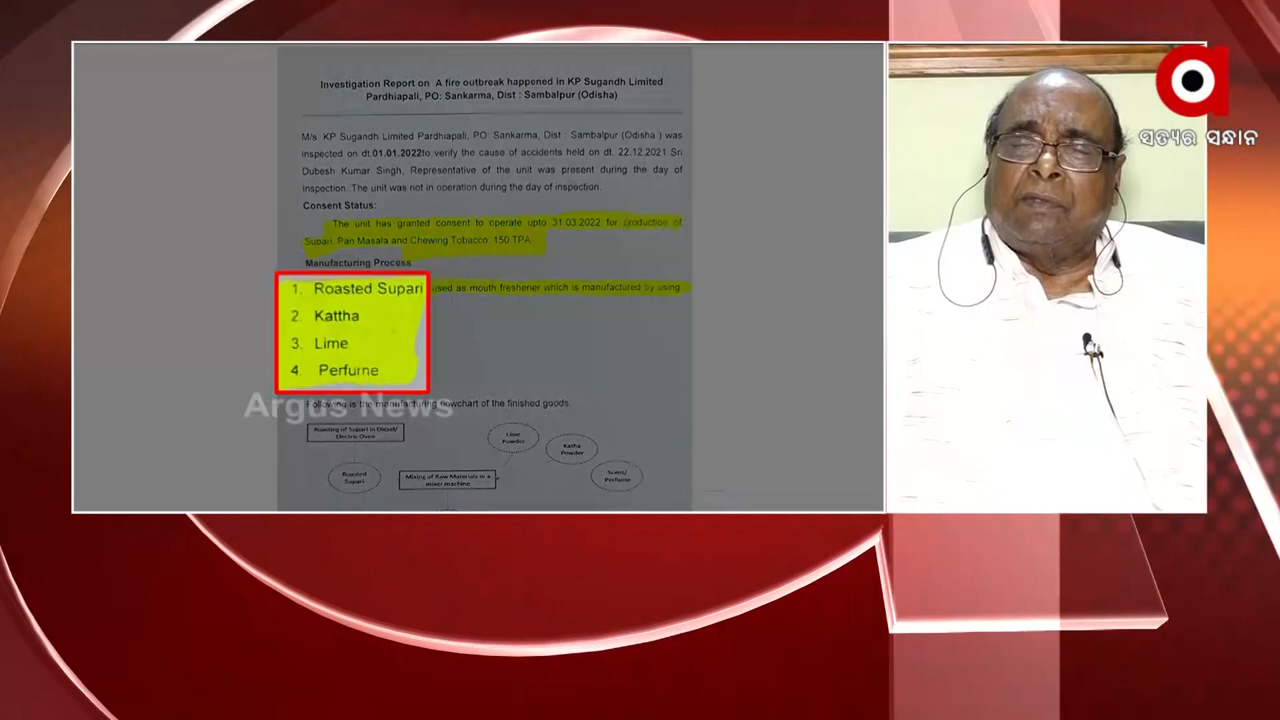 Investigation Report on A fire outbreak happened in KP Sugandh Limited
Pardhiapali, PO: Sankarma, Dist : Sambalpur (Odisha)
M/s. KP Sugandh Limited Pardhiapali, PO: Sankarma, Dist : Sambalpur (Odisha ) was
inspected on dt.01.01.2022to verify the cause of accidents held on dt. 22.12.2021 Sri
Dubesh Kumar Singh, Representative of the unit was present during the day of
inspection. The unit was not in operation during the day of inspection.
Consent Status:
The unit has granted consent to operate upto 31.03.2022 for production of
Supari, Pan Masala and Chewing Tobacco. 150 TPA
Manufacturing Process
used as mouth freshener which is manufactured by using
1. Roasted Supari
2. Kattha
3. Lime
4. Perfume
Argus News
Following is the manufacturing flowchart of the finished goods.
Roasting of Supari in Diesel/
Electric Oven
Lime
Powder
Katha
Powder
Roasted
Supari
Mixing of Raw Materials in a
mixer machine
Scent/
Perfume
a
ସତ୍ୟର ସନ୍ଧାନ